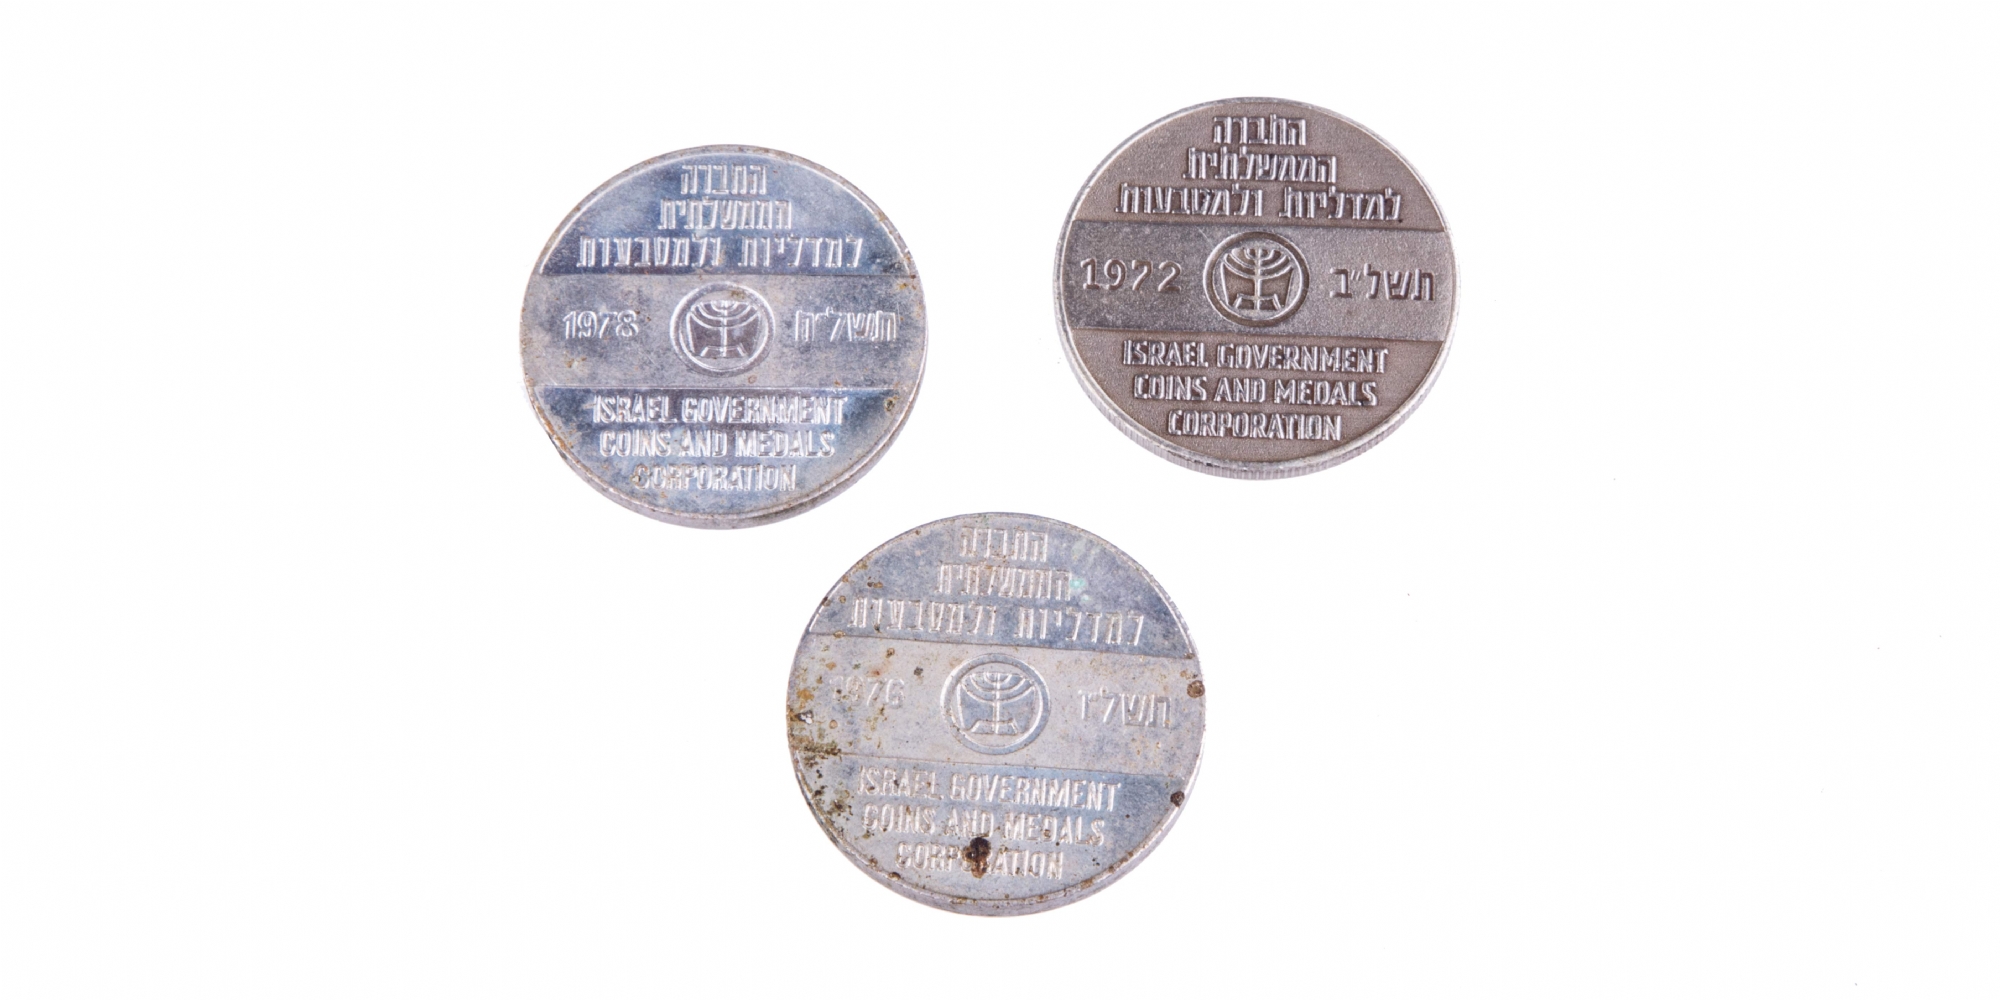 החברה
הממשלתית
למדליות ולמטבעות
1978 תשל״ח
ISRAEL GOVERNMENT
COINS AND MEDALS
CORPORATION
החברה
הממשלתית
למדליות ולמטבעות
1972 תשל״ב
ISRAEL GOVERNMENT
COINS AND MEDALS
CORPORATION
החברה
הממשלתית
למדליות ולמטבעות
1976 תשל״ו
ISRAEL GOVERNMENT
COINS AND MEDALS
CORPORATION